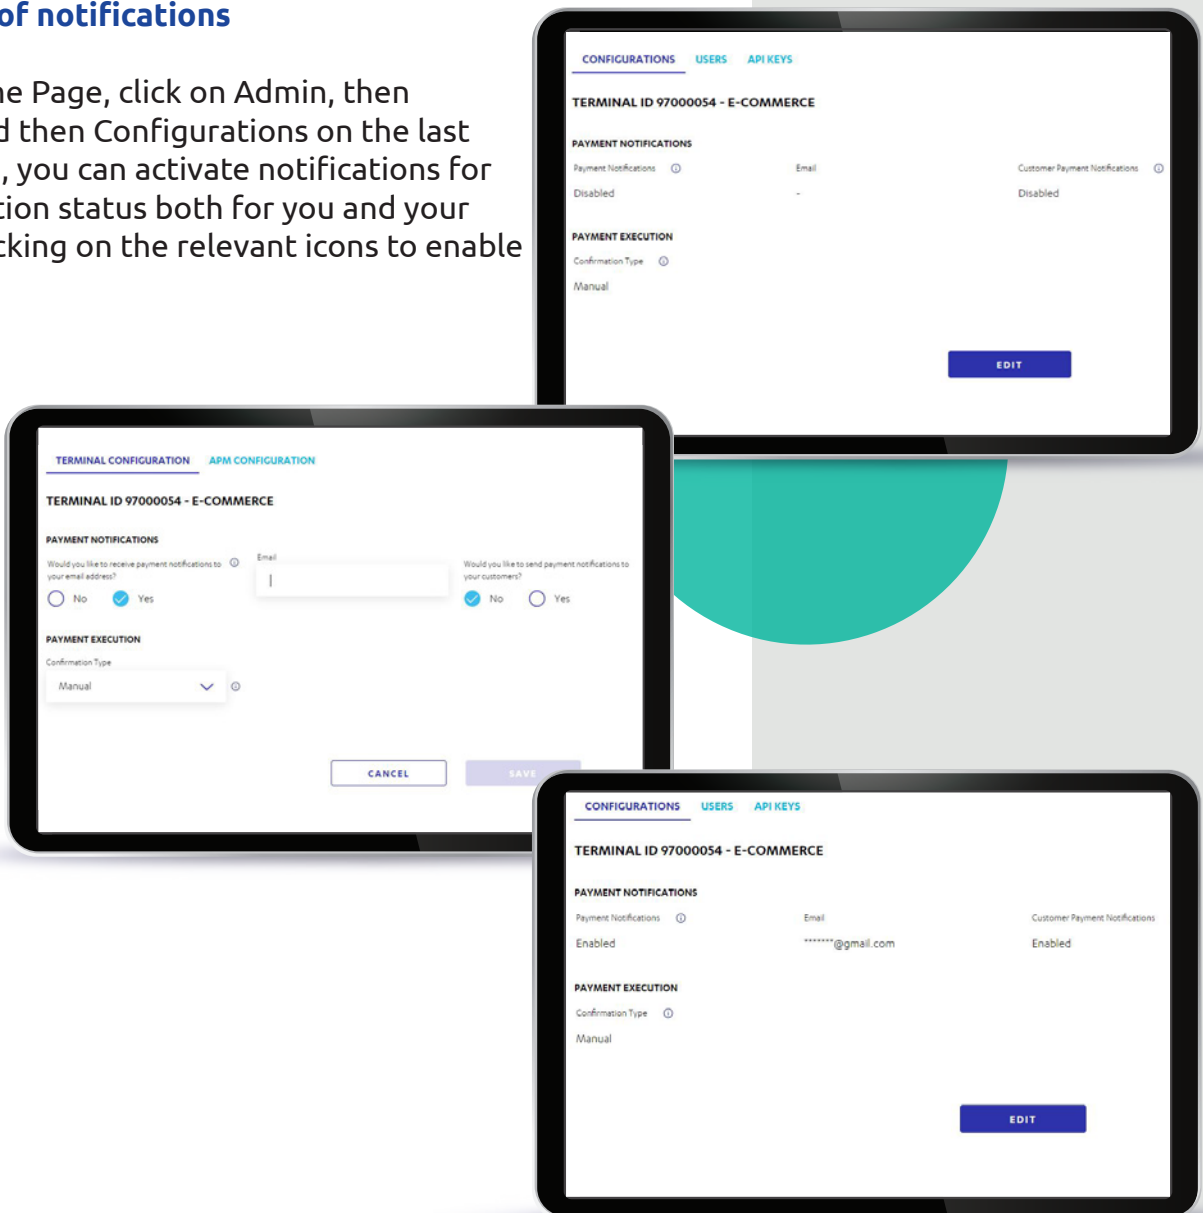 of notifications
ne Page, click on Admin, then
d then Configurations on the last
, you can activate notifications for
tion status both for you and your
cking on the relevant icons to enable
CONFIGURATIONS USERS API KEYS
TERMINAL ID 97000054 - E-COMMERCE
PAYMENT NOTIFICATIONS
Payment Notifications Email Customer Payment Notifications
Disabled - Disabled
PAYMENT EXECUTION
Confirmation Type
Manual
EDIT
TERMINAL CONFIGURATION APM CONFIGURATION
TERMINAL ID 97000054 - E-COMMERCE
PAYMENT NOTIFICATIONS
Would you like to receive payment notifications to your email address?
Email
Would you like to send payment notifications to your customers?
No Yes No Yes
PAYMENT EXECUTION
Confirmation Type
Manual
CANCEL SAVE
CONFIGURATIONS USERS API KEYS
TERMINAL ID 97000054 - E-COMMERCE
PAYMENT NOTIFICATIONS
Payment Notifications Email Customer Payment Notifications
Enabled *******@gmail.com Enabled
PAYMENT EXECUTION
Confirmation Type
Manual
EDIT